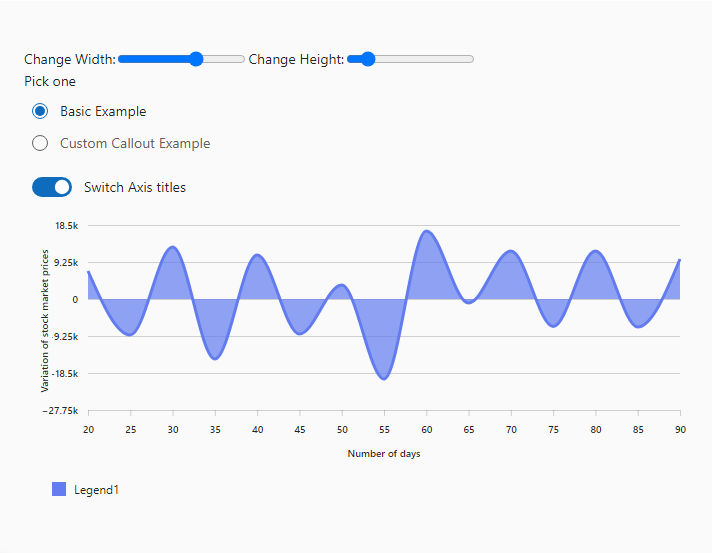 Change Width: Change Height:
Pick one
Basic Example
Custom Callout Example
Switch Axis titles
Variation of stock market prices
18.5k
9.25k
0
9.25k
-18.5k
−27.75k
20 25 30 35 40 45 50 55 60 65 70 75 80 85 90
Number of days
Legend1